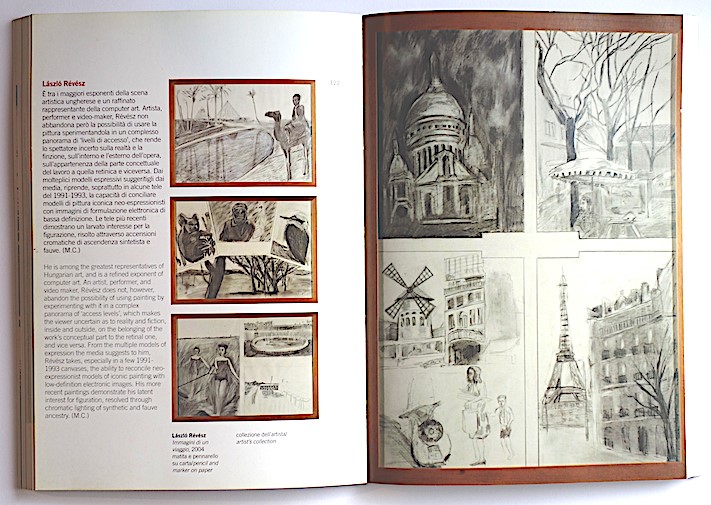 László Révész
È tra i maggiori esponenti della scena
artistica ungherese e un raffinato
rappresentante della computer art. Artista,
performer e video-maker, Révész non
abbandona però la possibilità di usare la
pittura sperimentandola in un complesso
panorama di 'livelli di accesso', che rende
lo spettatore incerto sulla realtà e la
finzione, sull'interno e l'esterno dell'opera,
sull'appartenenza della parte concettuale
del lavoro a quella retinica e viceversa. Dai
molteplici modelli espressivi suggeritigli dai
media, riprende, soprattutto in alcune tele
del 1991-1993, la capacità di conciliare
modelli di pittura iconica neo-espressionisti
con immagini di formulazione elettronica di
bassa definizione. Le tele più recenti
dimostrano un larvato interesse per la
figurazione, risolto attraverso accensioni
cromatiche di ascendenza sintetista e
fauve. (M.C.)
He is among the greatest representatives of
Hungarian art, and is a refined exponent of
computer art. An artist, performer, and
video maker, Révész does not, however,
abandon the possibility of using painting by
experimenting with it in a complex
panorama of 'access levels', which makes
the viewer uncertain as to reality and fiction,
inside and outside, on the belonging of the
work's conceptual part to the retinal one,
and vice versa. From the multiple models of
expression the media suggests to him,
Révész takes, especially in a few 1991-
1993 canvases, the ability to reconcile neo-
expressionist models of iconic painting with
low-definition electronic images. His more
recent paintings demonstrate his latent
interest for figuration, resolved through
chromatic lighting of synthetic and fauve
ancestry. (M.C.)
122
László Révész
Immagini di un
viaggio, 2004
matita e pennarello
su carta/pencil and
marker on paper
collezione dell'artista/
artist's collection